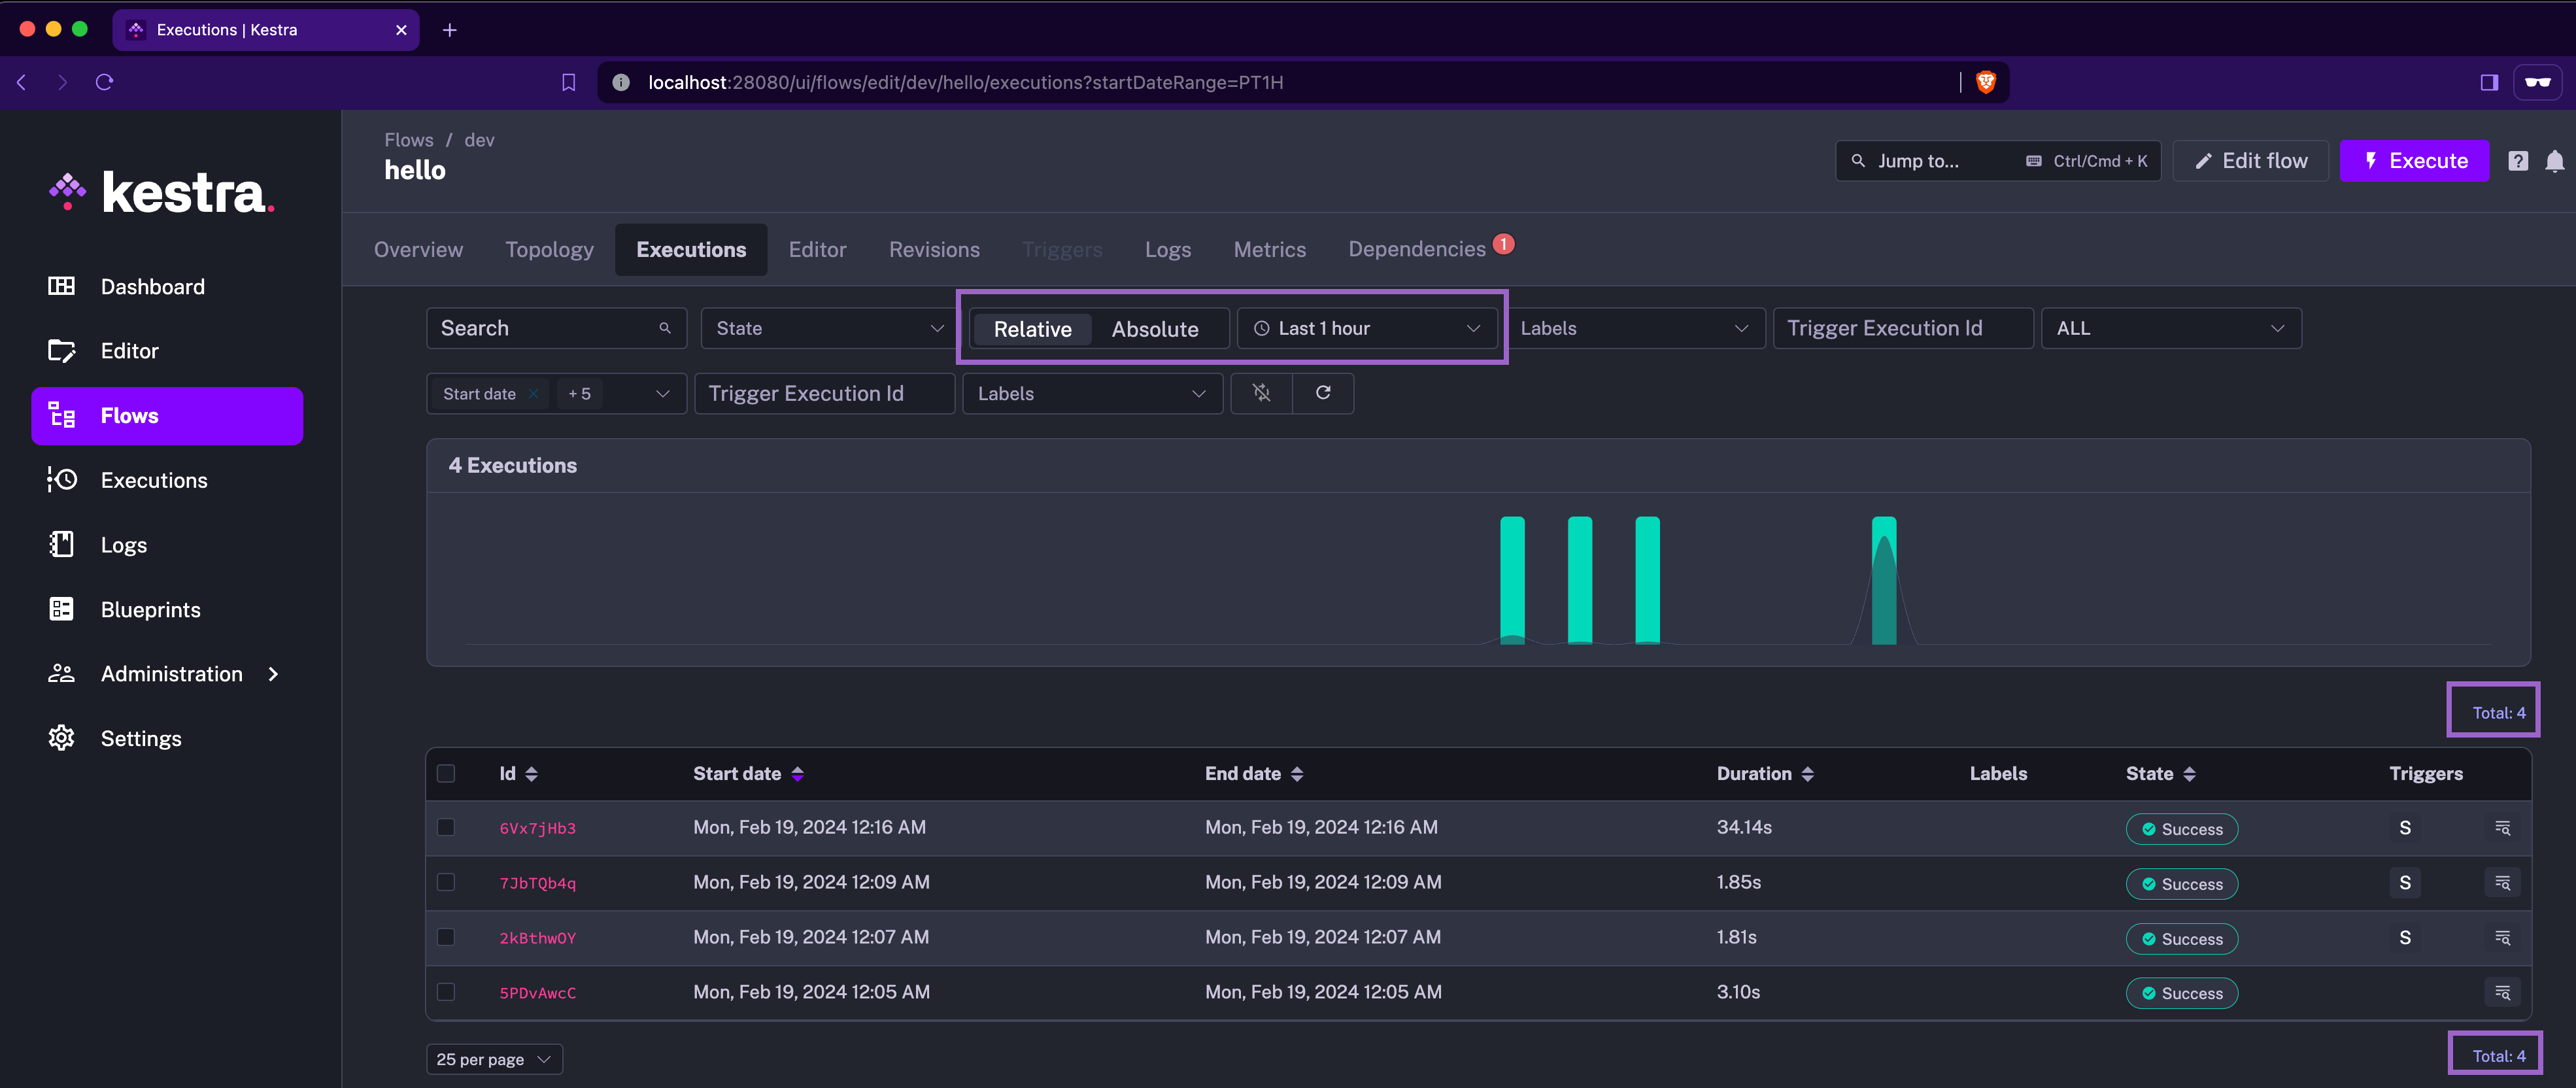 Executions | Kestra
localhost:28080/ui/flows/edit/dev/hello/executions?startDateRange=PT1H
kestra.
Dashboard
Editor
Flows
Executions
Logs
Blueprints
Administration
Settings
Flows / dev
hello
Jump to... Ctrl/Cmd + K
Edit flow
Execute
?
Overview Topology Executions Editor Revisions Triggers Logs Metrics Dependencies 1
Search State Relative Absolute Last 1 hour Labels Trigger Execution Id ALL
Start date + 5 Trigger Execution Id Labels
4 Executions
Total: 4
Id Start date End date Duration Labels State Triggers
6Vx7jHb3 Mon, Feb 19, 2024 12:16 AM Mon, Feb 19, 2024 12:16 AM 34.14s Success S
7JbTQb4q Mon, Feb 19, 2024 12:09 AM Mon, Feb 19, 2024 12:09 AM 1.85s Success S
2kBthwOY Mon, Feb 19, 2024 12:07 AM Mon, Feb 19, 2024 12:07 AM 1.81s Success S
5PDvAwcC Mon, Feb 19, 2024 12:05 AM Mon, Feb 19, 2024 12:05 AM 3.10s Success
25 per page
Total: 4